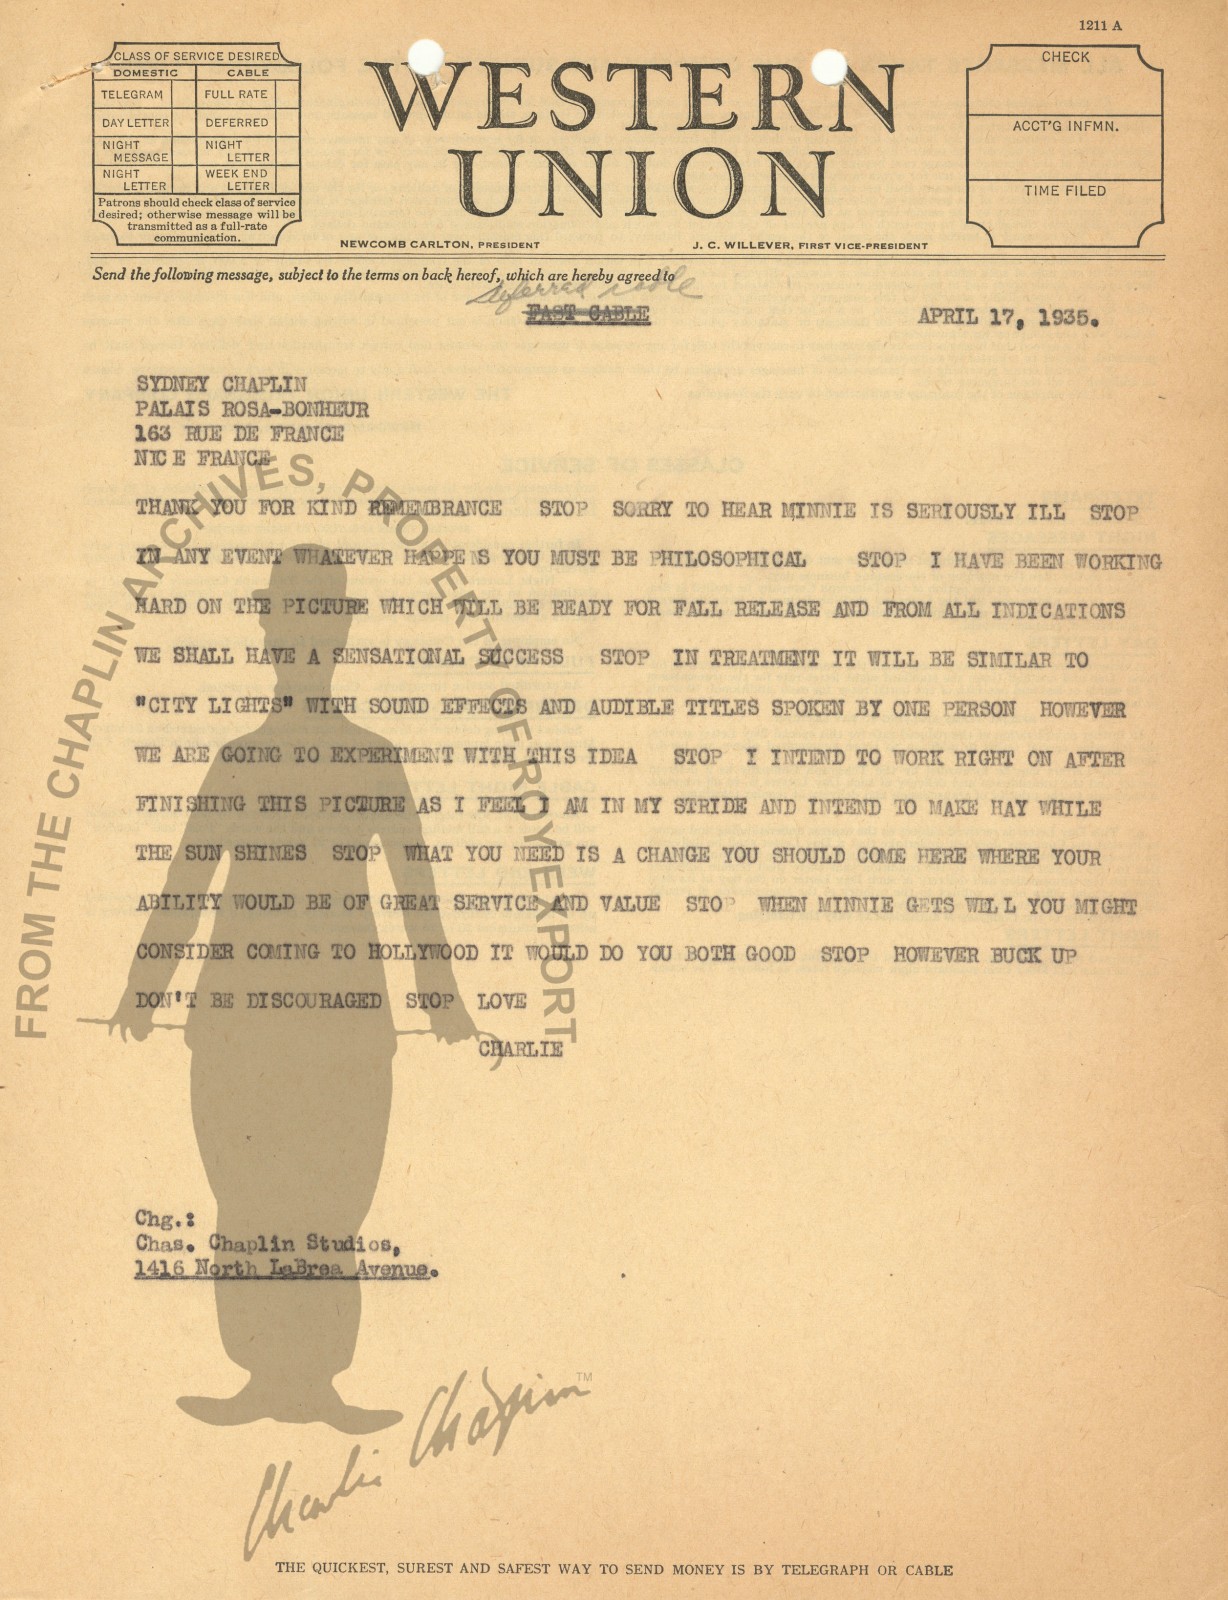 1211 A
CLASS OF SERVICE DESIRED
DOMESTIC CABLE
TELEGRAM FULL RATE
DAY LETTER DEFERRED
NIGHT MESSAGE NIGHT LETTER
NIGHT LETTER WEEK END LETTER
Patrons should check class of service
desired; otherwise message will be
transmitted as a full-rate
communication.
WESTERN
UNION
NEWCOMB CARLTON, PRESIDENT J. C. WILLEVER, FIRST VICE-PRESIDENT
CHECK
ACCT'G INFMN.
TIME FILED
Send the following message, subject to the terms on back hereof, which are hereby agreed to
deferred cable
FAST CABLE APRIL 17, 1935.
SYDNEY CHAPLIN
PALAIS ROSA-BONHEUR
163 RUE DE FRANCE
NICE FRANCE
THANK YOU FOR KIND REMEMBRANCE STOP SORRY TO HEAR MINNIE IS SERIOUSLY ILL STOP
IN ANY EVENT WHATEVER HAPPENS YOU MUST BE PHILOSOPHICAL STOP I HAVE BEEN WORKING
HARD ON THE PICTURE WHICH WILL BE READY FOR FALL RELEASE AND FROM ALL INDICATIONS
WE SHALL HAVE A SENSATIONAL SUCCESS STOP IN TREATMENT IT WILL BE SIMILAR TO
"CITY LIGHTS" WITH SOUND EFFECTS AND AUDIBLE TITLES SPOKEN BY ONE PERSON HOWEVER
WE ARE GOING TO EXPERIMENT WITH THIS IDEA STOP I INTEND TO WORK RIGHT ON AFTER
FINISHING THIS PICTURE AS I FEEL I AM IN MY STRIDE AND INTEND TO MAKE HAY WHILE
THE SUN SHINES STOP WHAT YOU NEED IS A CHANGE YOU SHOULD COME HERE WHERE YOUR
ABILITY WOULD BE OF GREAT SERVICE AND VALUE STOP WHEN MINNIE GETS WELL YOU MIGHT
CONSIDER COMING TO HOLLYWOOD IT WOULD DO YOU BOTH GOOD STOP HOWEVER BUCK UP
DON'T BE DISCOURAGED STOP LOVE
CHARLIE
Chg.:
Chas. Chaplin Studios,
1416 North LaBrea Avenue.
FROM THE CHAPLIN ARCHIVES, PROPERTY OF ROY EXPORT
Charlie Chaplin TM
THE QUICKEST, SUREST AND SAFEST WAY TO SEND MONEY IS BY TELEGRAPH OR CABLE